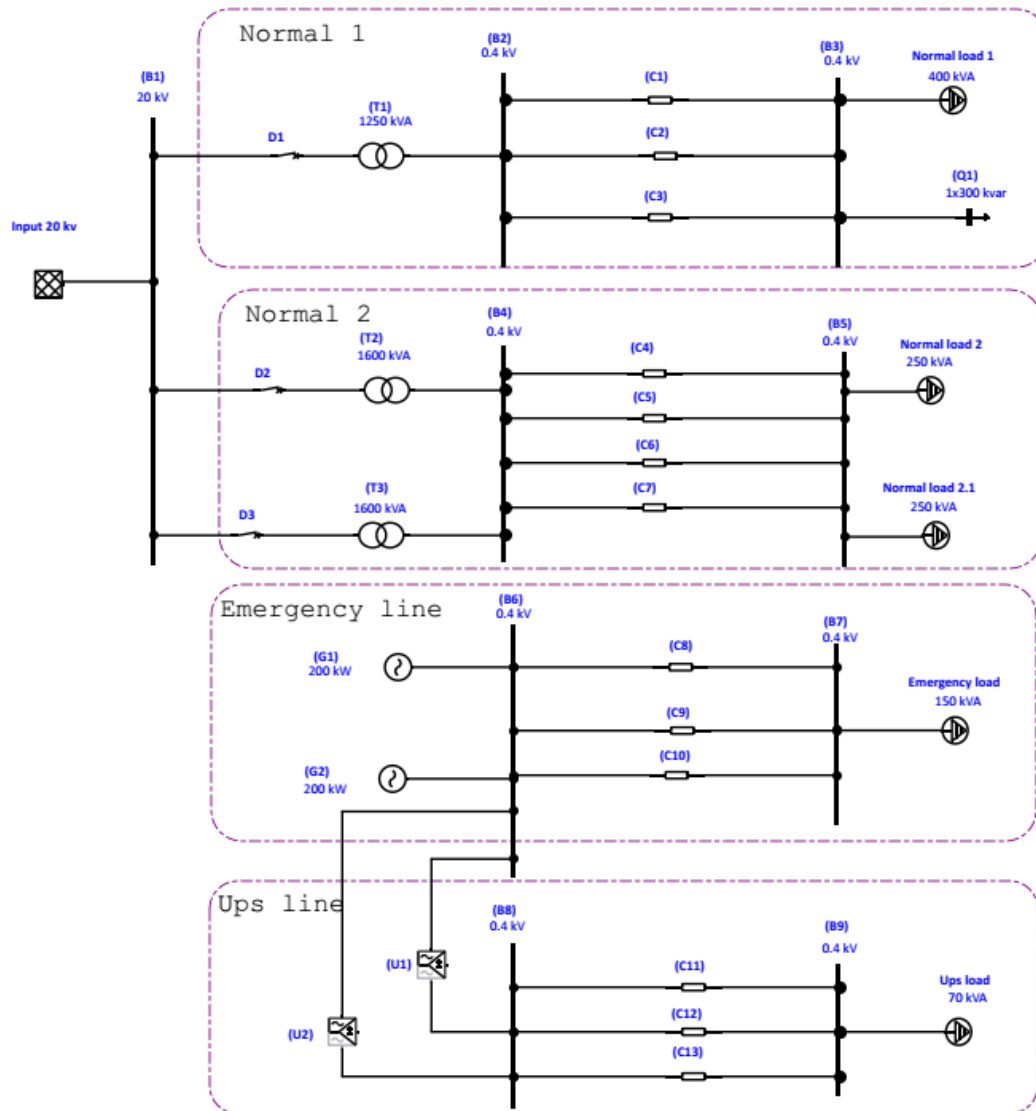 Normal 1
(B1)
20 kV
(B2)
0.4 kV
(B3)
0.4 kV
Normal load 1
400 kVA
D1
(T1)
1250 kVA
(C1)
(C2)
(C3)
(Q1)
1x300 kvar
Input 20 kv
Normal 2
(T2)
1600 kVA
(B4)
0.4 kV
(B5)
0.4 kV
Normal load 2
250 kVA
D2
(C4)
(C5)
(C6)
(C7)
D3
(T3)
1600 kVA
Normal load 2.1
250 kVA
Emergency line
(B6)
0.4 kV
(B7)
0.4 kV
(G1)
200 kW
(C8)
(C9)
(C10)
Emergency load
150 kVA
(G2)
200 kW
Ups line
(B8)
0.4 kV
(B9)
0.4 kV
(U1)
(U2)
(C11)
(C12)
(C13)
Ups load
70 kVA